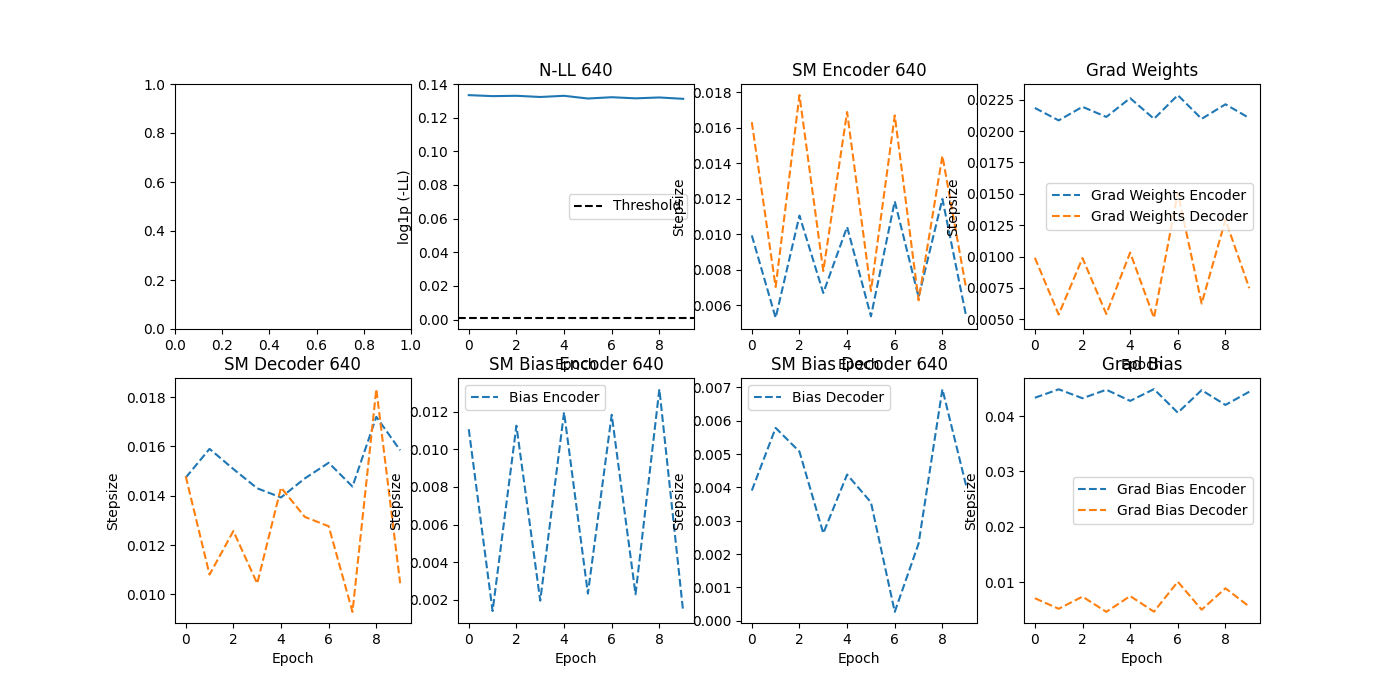 1.0
0.8
0.6
0.4
0.2
0.0
0.0 0.2 0.4 0.6 0.8 1.0
N-LL 640
log1p (-LL)
0.14
0.12
0.10
0.08
0.06
0.04
0.02
0.00
Threshold
0 2 4 6 8
Epoch
SM Encoder 640
Stepsize
0.018
0.016
0.014
0.012
0.010
0.008
0.006
0 2 4 6 8
Epoch
Grad Weights
Stepsize
0.0225
0.0200
0.0175
0.0150
0.0125
0.0100
0.0075
0.0050
Grad Weights Encoder
Grad Weights Decoder
0 2 4 6 8
Epoch
SM Decoder 640
Stepsize
0.018
0.016
0.014
0.012
0.010
0 2 4 6 8
Epoch
SM Bias Encoder 640
Stepsize
0.012
0.010
0.008
0.006
0.004
0.002
Bias Encoder
0 2 4 6 8
Epoch
SM Bias Decoder 640
Stepsize
0.007
0.006
0.005
0.004
0.003
0.002
0.001
0.000
Bias Decoder
0 2 4 6 8
Epoch
Grad Bias
Stepsize
0.04
0.03
0.02
0.01
Grad Bias Encoder
Grad Bias Decoder
0 2 4 6 8
Epoch